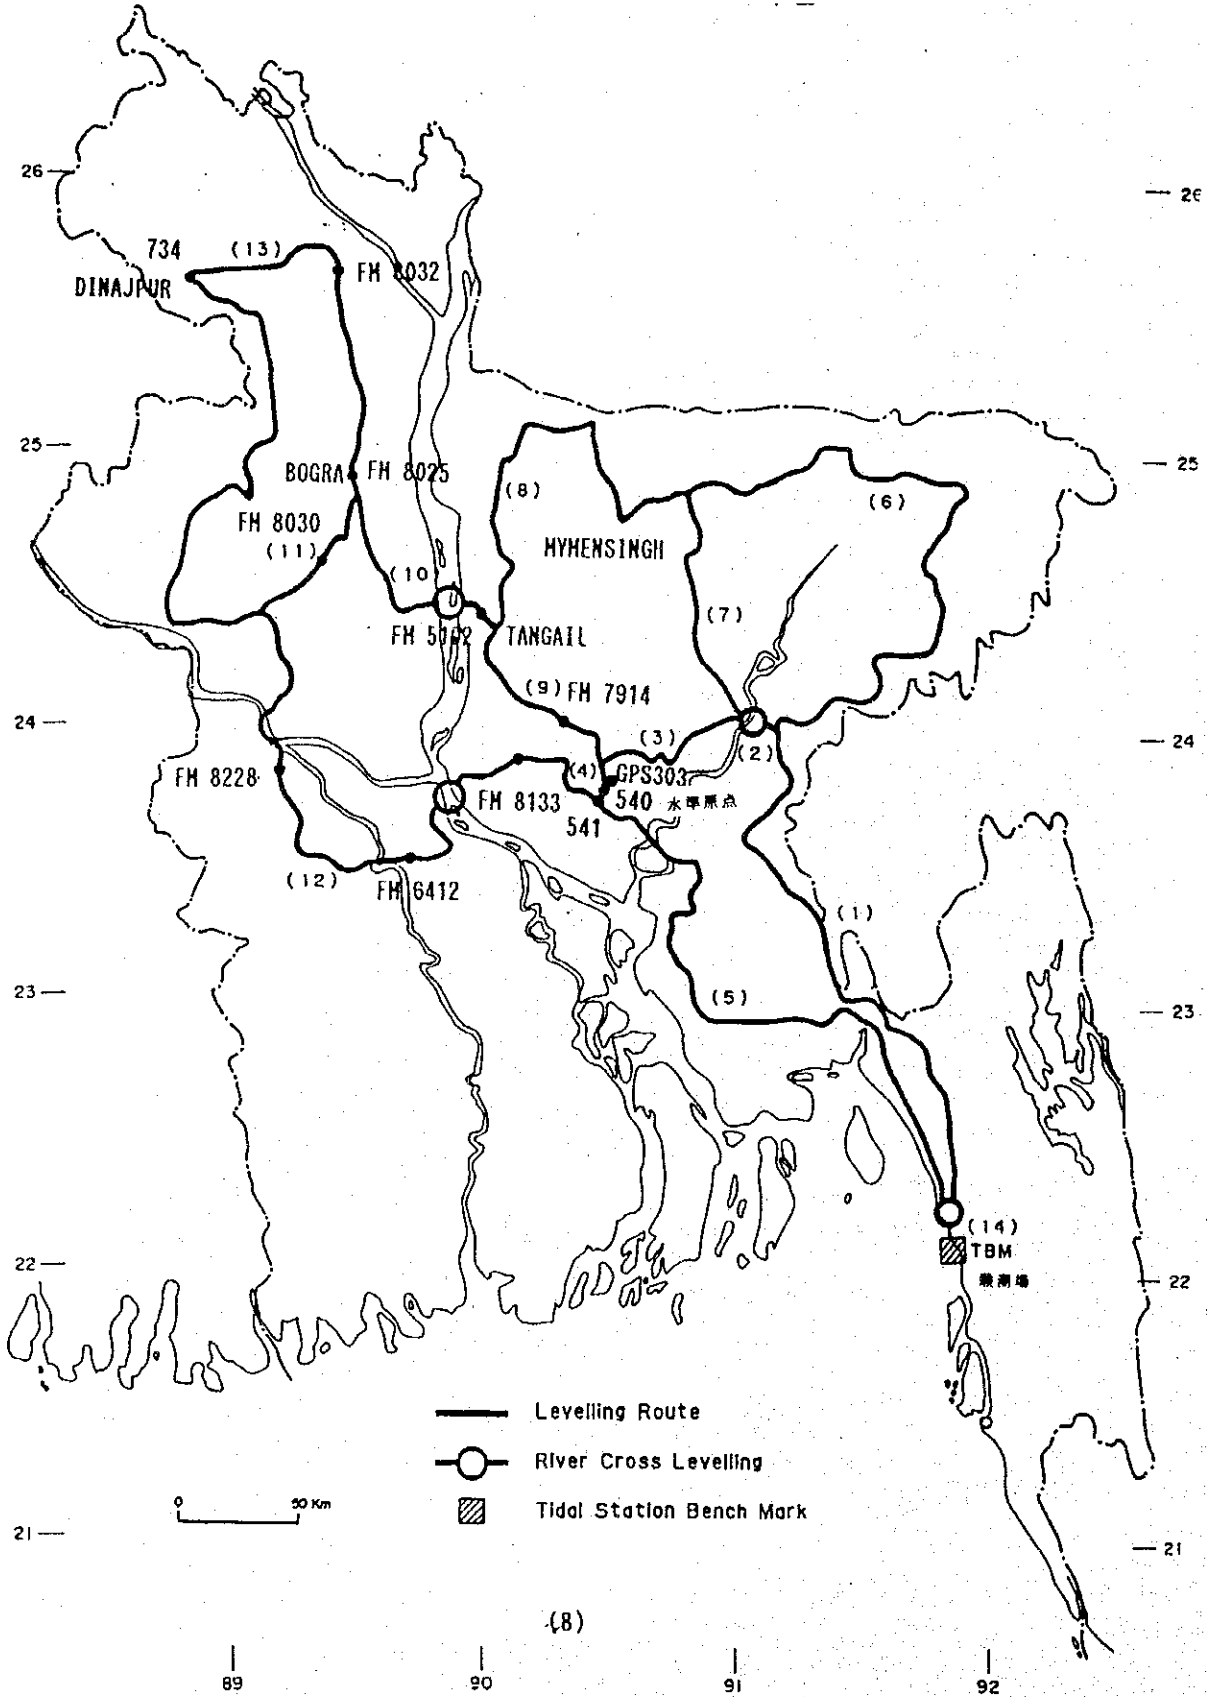 26
26
734
(13)
FM 8032
DINAJPUR
25
25
BOGRA
FM 8025
(8)
(6)
FM 8030
(11)
MYMENSINGH
(10)
(7)
FM 5102
TANGAIL
(9) FM 7914
24
24
(3)
(2)
FM 8228
(4)
GPS303
FM 8133
540 水準原点
541
(12)
FM 6412
(1)
23
(5)
23
(14)
TBM
験潮場
22
22
Levelling Route
River Cross Levelling
0 50 Km
Tidal Station Bench Mark
21
21
(8)
89
90
91
92